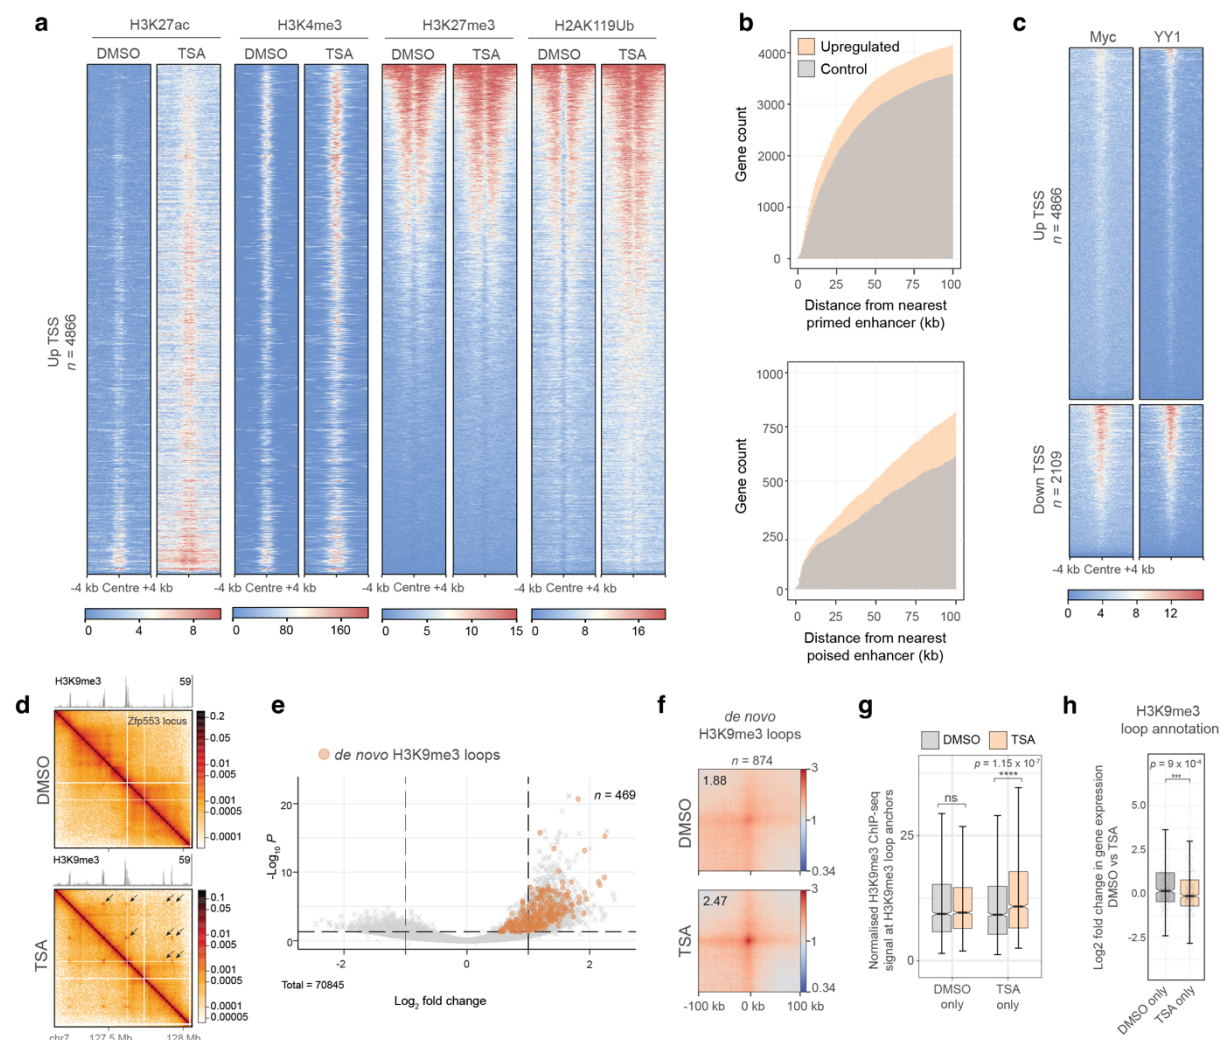 a
H3K27ac
H3K4me3
H3K27me3
H2AK119Ub
DMSO TSA DMSO TSA DMSO TSA DMSO TSA
Up TSS
n = 4866
-4 kb Centre +4 kb
-4 kb Centre +4 kb
-4 kb Centre +4 kb
-4 kb Centre +4 kb
0 4 8
0 80 160
0 5 10 15
0 8 16
b
Upregulated
Control
Gene count
4000
3000
2000
1000
0
0 25 50 75 100
Distance from nearest
primed enhancer (kb)
Gene count
1000
750
500
250
0
0 25 50 75 100
Distance from nearest
poised enhancer (kb)
c
Myc YY1
Up TSS
n = 4866
Down TSS
n = 2109
-4 kb Centre +4 kb
0 4 8 12
d
H3K9me3 59
Zfp553 locus
DMSO
0.2
0.1
0.05
0.01
0.005
0.001
0.0005
0.0001
H3K9me3 59
TSA
0.1
0.05
0.01
0.005
0.001
0.0005
0.0001
0.00005
chr7 127.5 Mb 128 Mb
e
de novo H3K9me3 loops
n = 469
-Log10 P
20
10
0
-2 0 2
Total = 70845
Log2 fold change
f
de novo
H3K9me3 loops
n = 874
DMSO
1.88
3
1
0.34
TSA
2.47
3
1
0.34
-100 kb 0 kb 100 kb
g
DMSO TSA
p = 1.15 x 10-7
ns
****
Normalised H3K9me3 ChIP-seq
signal at H3K9me3 loop anchors
25
0
DMSO
only
TSA
only
h
H3K9me3
loop annotation
p = 9 x 10-4
***
Log2 fold change in gene expression
DMSO vs TSA
5.0
2.5
0.0
-2.5
DMSO only
TSA only